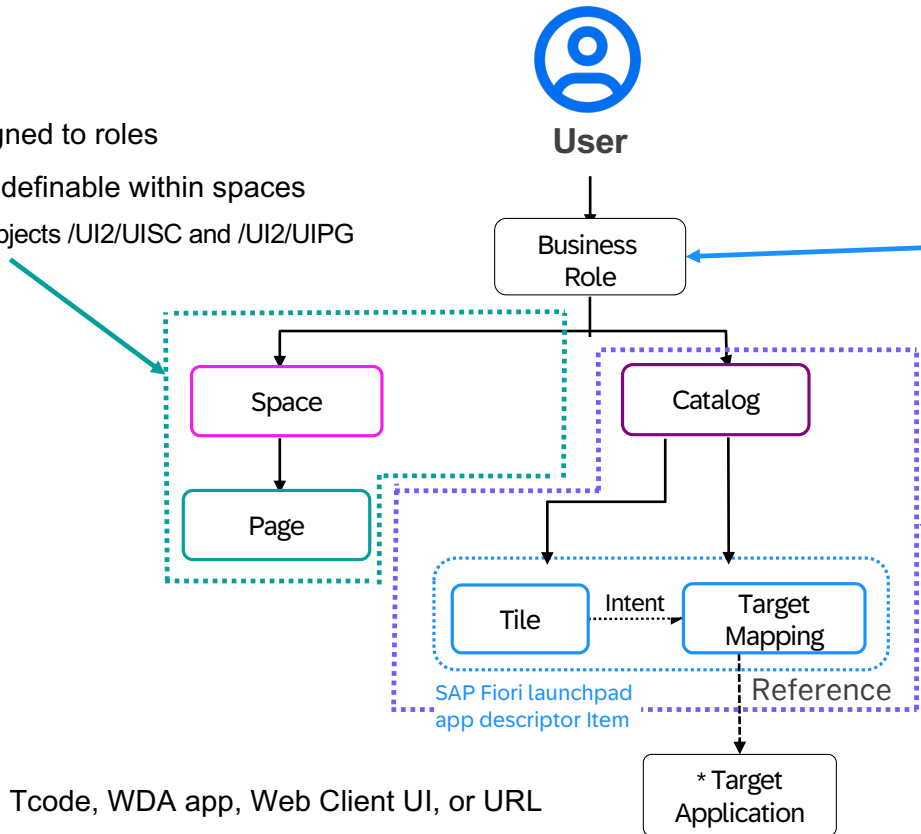 User
gned to roles
definable within spaces
jects /UI2/UISC and /UI2/UIPG
Business
Role
Space
Catalog
Page
Tile
Intent
Target
Mapping
SAP Fiori launchpad
app descriptor Item
Reference
* Target
Application
Tcode, WDA app, Web Client UI, or URL